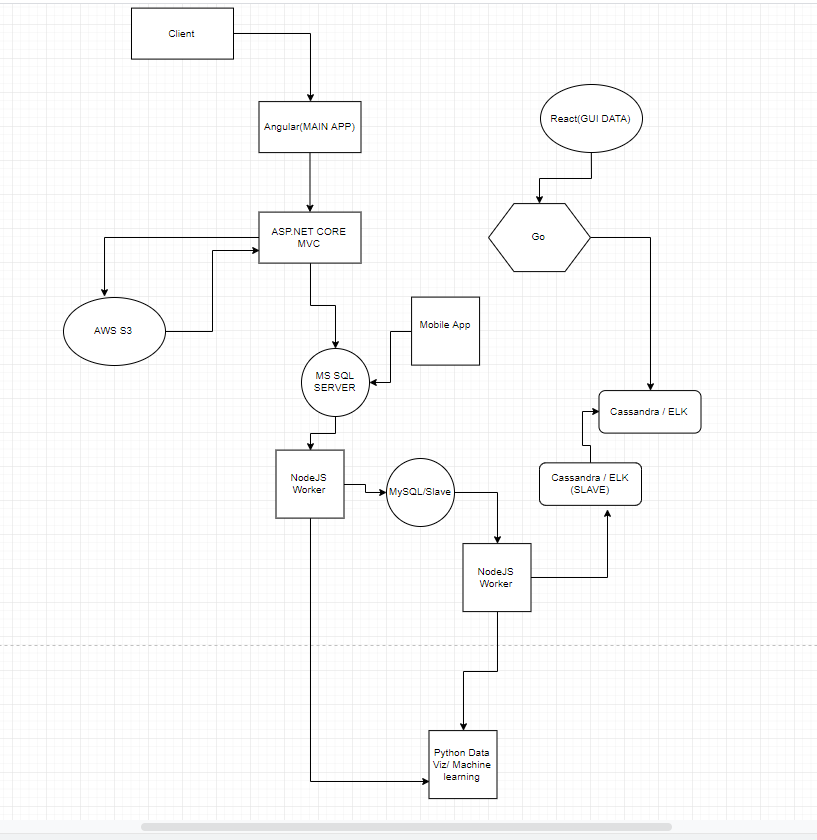 Client
Angular(MAIN APP)
React(GUI DATA)
ASP.NET CORE
MVC
Go
AWS S3
Mobile App
MS SQL
SERVER
Cassandra / ELK
NodeJS
Worker
MySQL/Slave
Cassandra / ELK
(SLAVE)
NodeJS
Worker
Python Data
Viz/ Machine
learning